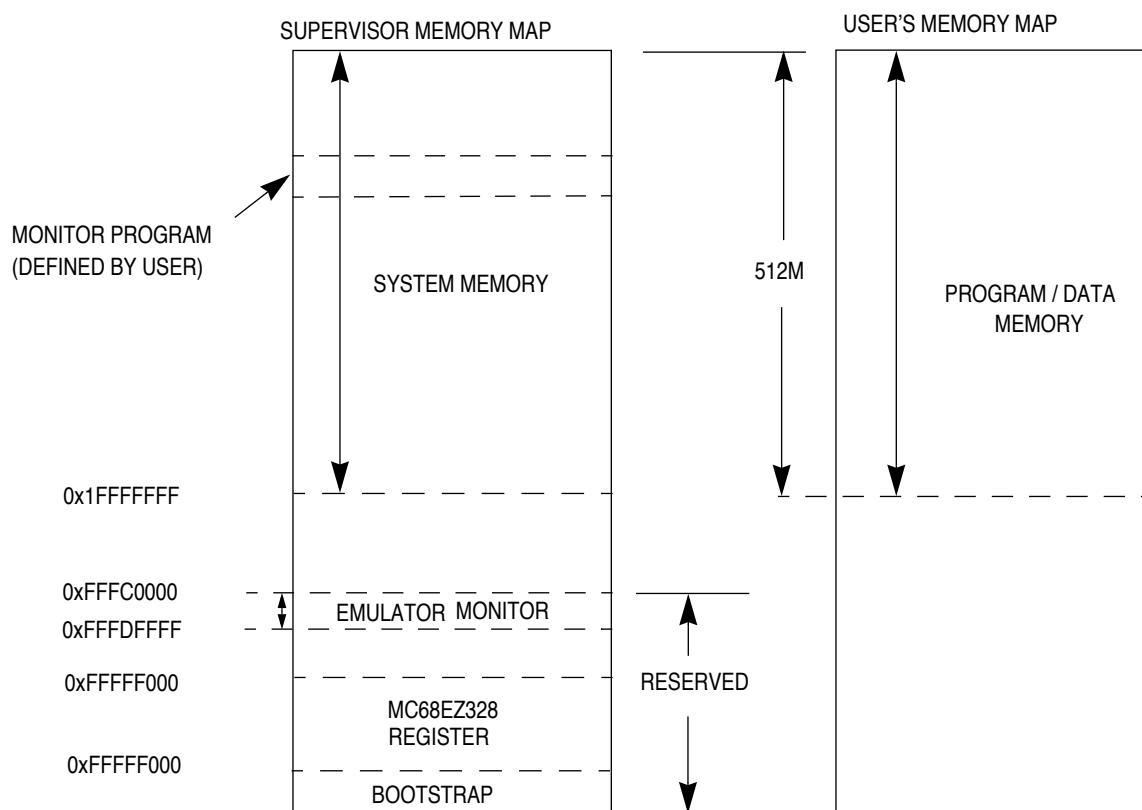 SUPERVISOR MEMORY MAP
USER'S MEMORY MAP
MONITOR PROGRAM
(DEFINED BY USER)
SYSTEM MEMORY
512M
PROGRAM / DATA
MEMORY
0x1FFFFFFF
0xFFFC0000
EMULATOR MONITOR
0xFFFDFFFF
0xFFFFF000
RESERVED
MC68EZ328
REGISTER
0xFFFFF000
BOOTSTRAP